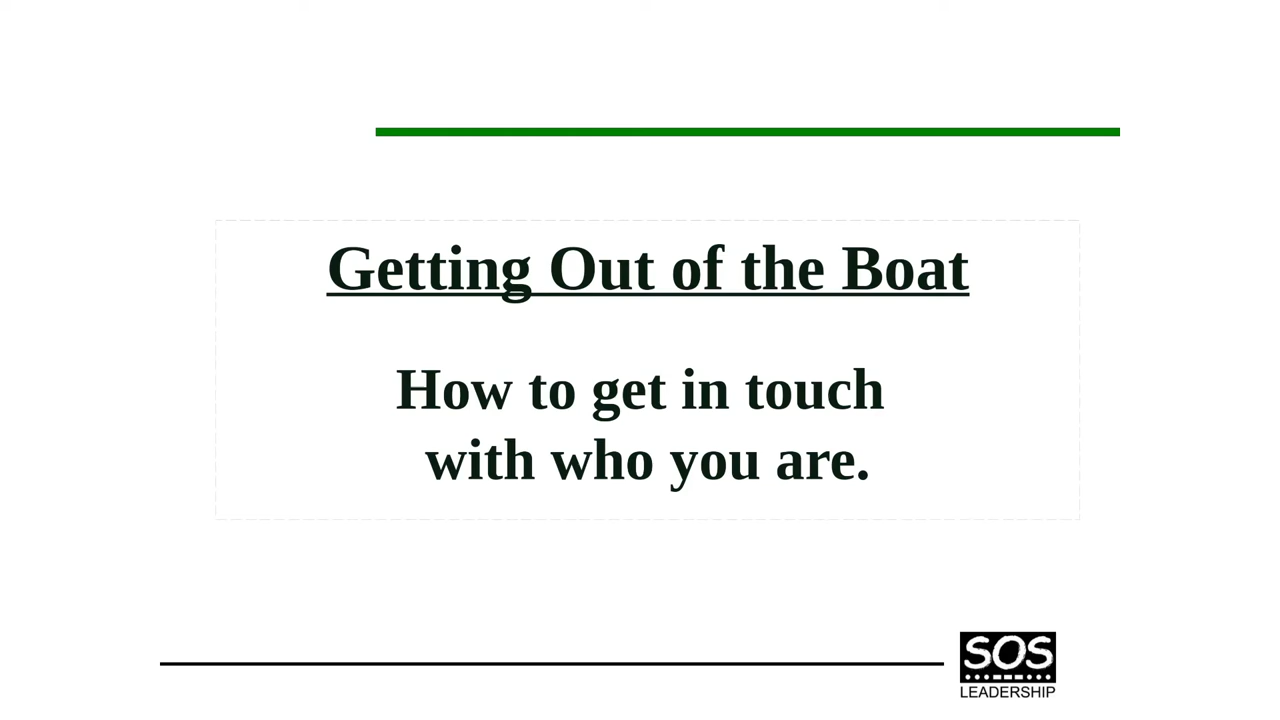 Getting Out of the Boat
How to get in touch
with who you are.
SOS
LEADERSHIP